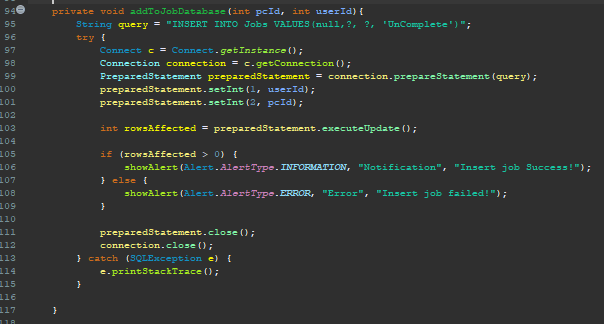 94 private void addToJobDatabase(int pcId, int userId){
95 String query = "INSERT INTO Jobs VALUES(null,?, ?, 'UnComplete')";
96 try {
97 Connect c = Connect.getInstance();
98 Connection connection = c.getConnection();
99 PreparedStatement preparedStatement = connection.prepareStatement(query);
100 preparedStatement.setInt(1, userId);
101 preparedStatement.setInt(2, pcId);
102
103 int rowsAffected = preparedStatement.executeUpdate();
104
105 if (rowsAffected > 0) {
106 showAlert(Alert.AlertType.INFORMATION, "Notification", "Insert job Success!");
107 } else {
108 showAlert(Alert.AlertType.ERROR, "Error", "Insert job failed!");
109 }
110
111 preparedStatement.close();
112 connection.close();
113 } catch (SQLException e) {
114 e.printStackTrace();
115 }
116
117 }